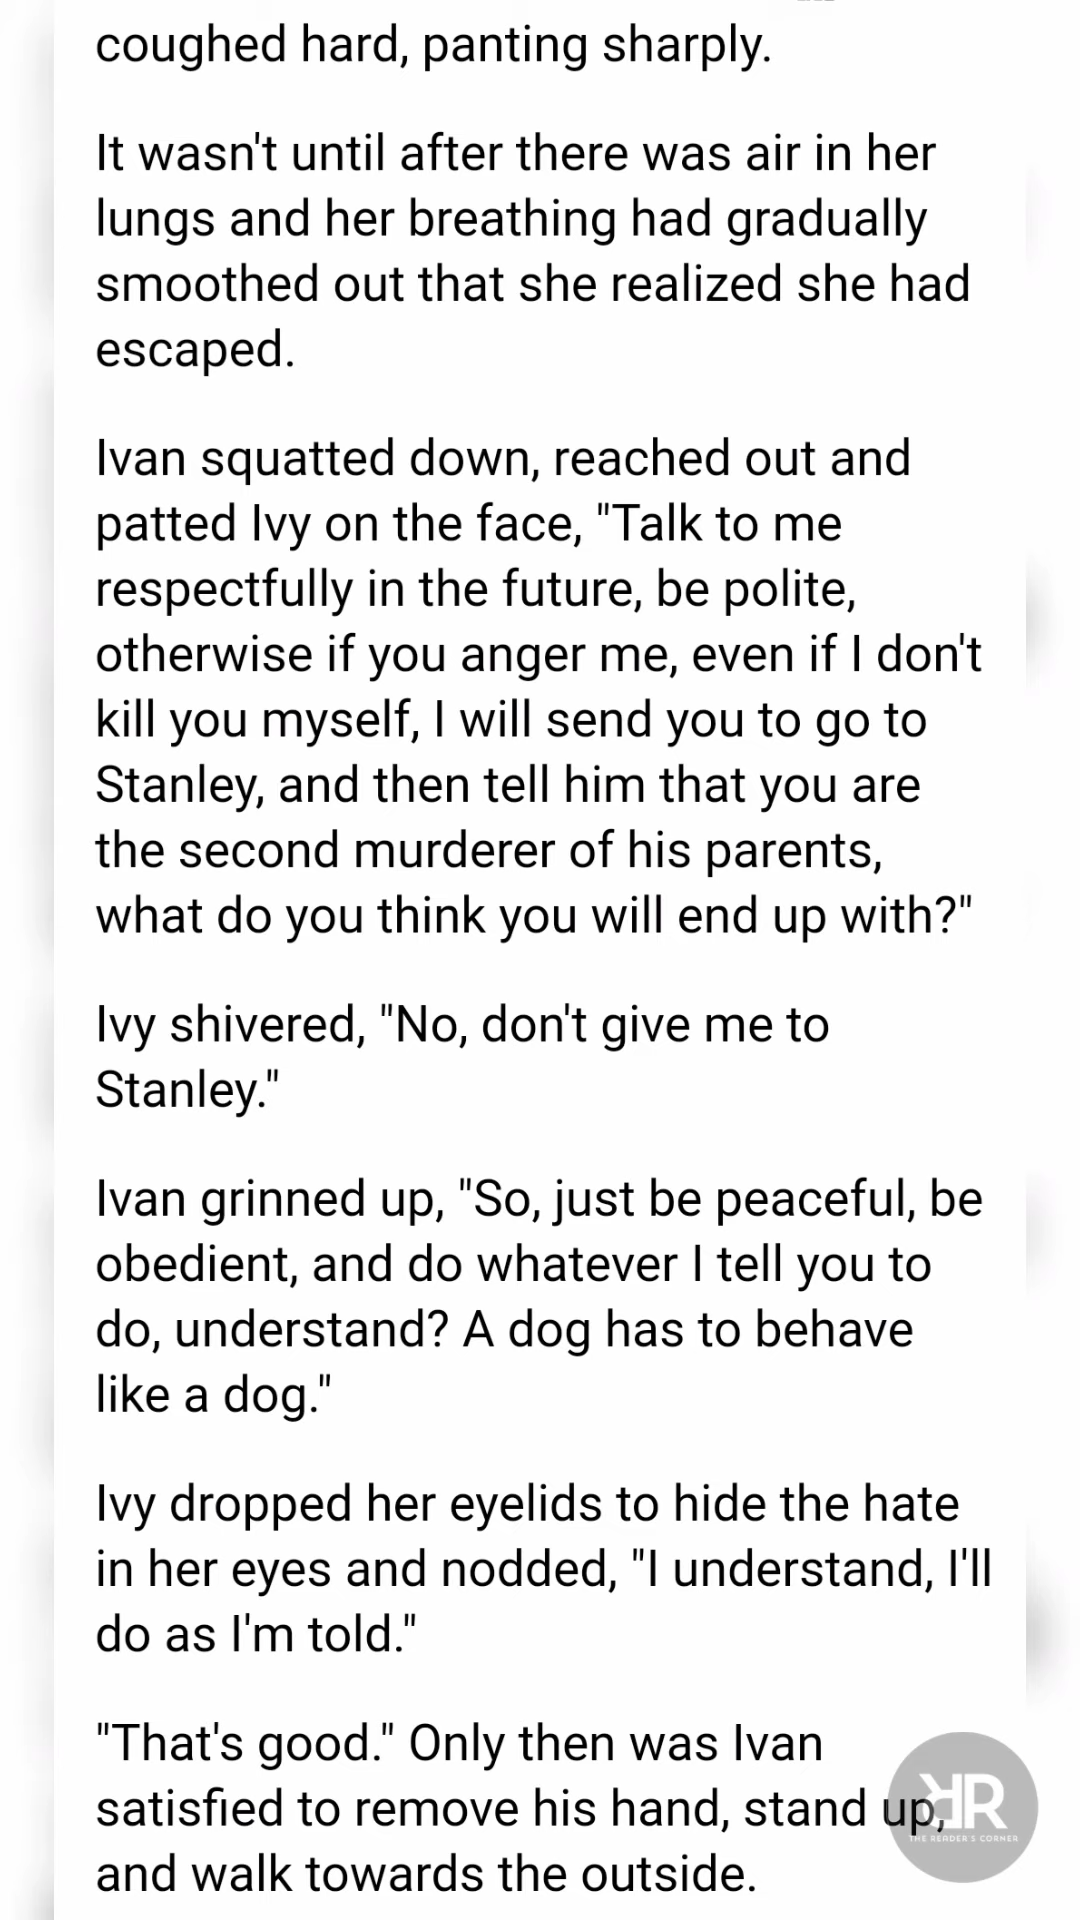 coughed hard, panting sharply.
It wasn't until after there was air in her
lungs and her breathing had gradually
smoothed out that she realized she had
escaped.
Ivan squatted down, reached out and
patted Ivy on the face, "Talk to me
respectfully in the future, be polite,
otherwise if you anger me, even if I don't
kill you myself, I will send you to go to
Stanley, and then tell him that you are
the second murderer of his parents,
what do you think you will end up with?"
Ivy shivered, "No, don't give me to
Stanley."
Ivan grinned up, "So, just be peaceful, be
obedient, and do whatever I tell you to
do, understand? A dog has to behave
like a dog."
Ivy dropped her eyelids to hide the hate
in her eyes and nodded, "I understand, I'll
do as I'm told."
"That's good." Only then was Ivan
satisfied to remove his hand, stand up,
and walk towards the outside.
RR
THE READER'S CORNER